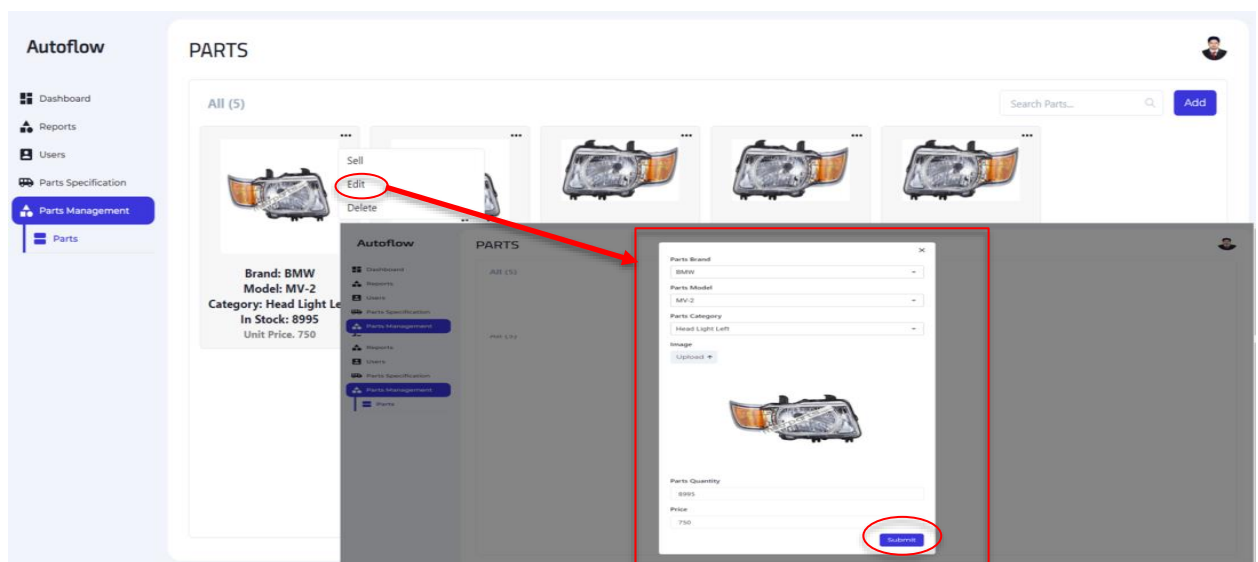 Autoflow
PARTS
Dashboard
Reports
Users
Parts Specification
Parts Management
Parts
All (5)
Search Parts...
Add
Sell
Edit
Delete
Brand: BMW
Model: MV-2
Category: Head Light Le
In Stock: 8995
Unit Price. 750
Autoflow
PARTS
Dashboard
Reports
Users
Parts Specification
Parts Management
Reports
Users
Parts Specification
Parts Management
Parts
All (5)
All (5)
Parts Brand
BMW
Parts Model
MV-2
Parts Category
Head Light Left
Image
Upload
Parts Quantity
8995
Price
750
Submit